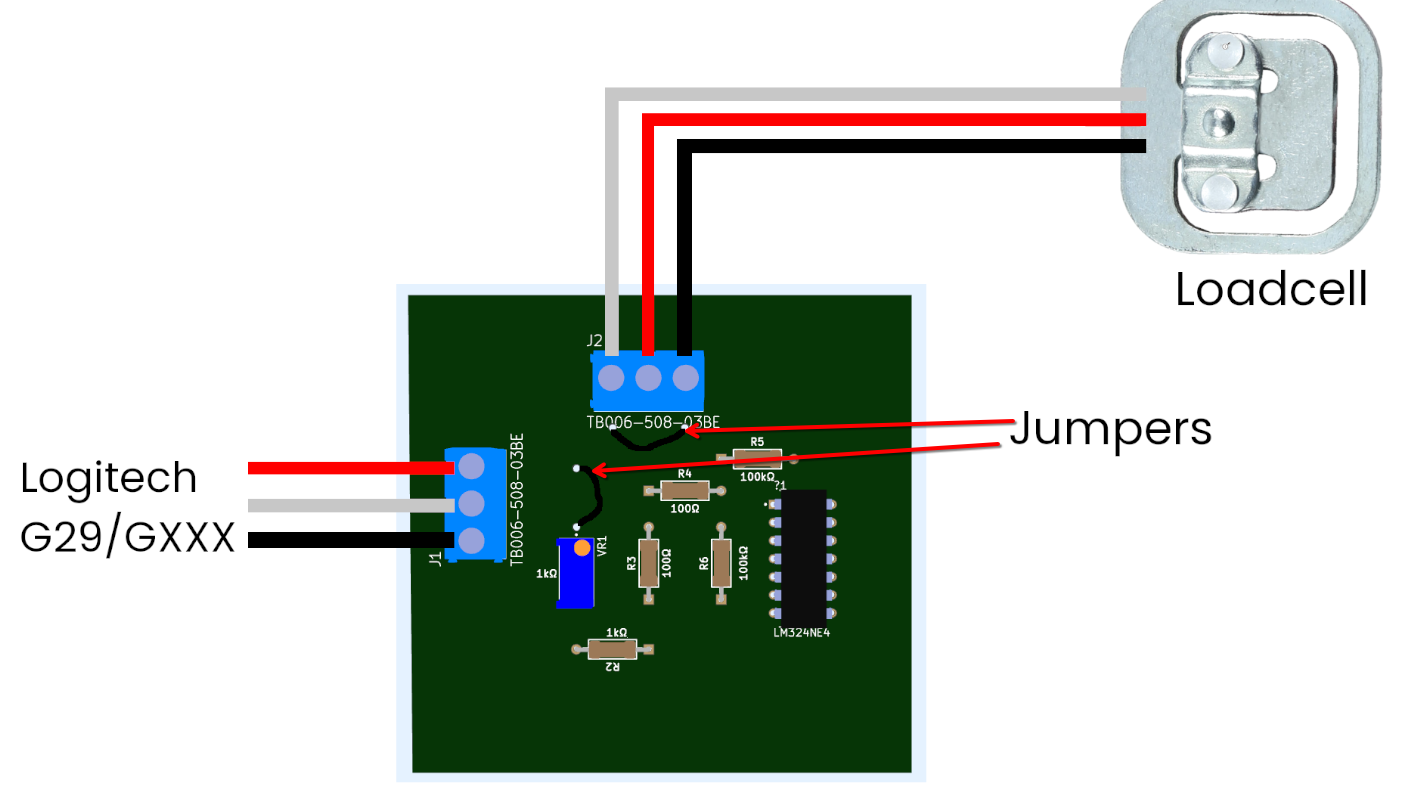 Loadcell
J2
TB006-508-03BE
Jumpers
R5
100kΩ
?1
R4
100Ω
Logitech
G29/GXXX
J1
TB006-508-03BE
VR1
1kΩ
R3
100Ω
R6
100kΩ
LM324NE4
1kΩ
R2